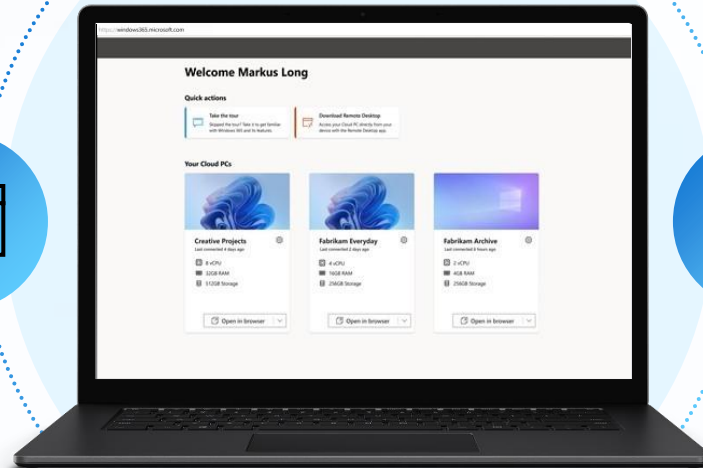 https://windows365.microsoft.com
Welcome Markus Long
Quick actions
Take the tour
Skipped the tour? Take it to get familiar
with Windows 365 and its features.
Download Remote Desktop
Access your Cloud PC directly from your
device with the Remote Desktop app.
Your Cloud PCs
Creative Projects
Last connected 4 days ago
8 vCPU
32GB RAM
512GB Storage
Open in browser
Fabrikam Everyday
Last connected 2 days ago
4 vCPU
16GB RAM
256GB Storage
Open in browser
Fabrikam Archive
Last connected 8 hours ago
2 vCPU
4GB RAM
256GB Storage
Open in browser